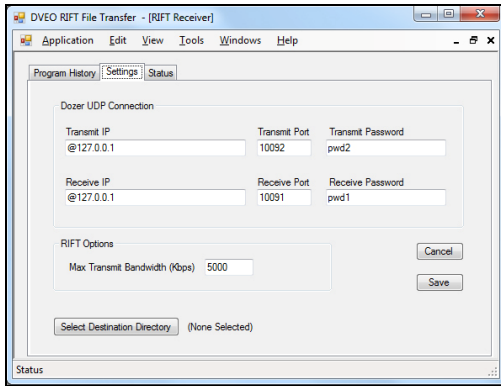 DVEO RIFT File Transfer - [RIFT Receiver]
Application Edit View Tools Windows Help
Program History Settings Status
Dozer UDP Connection
Transmit IP Transmit Port Transmit Password
@127.0.0.1 10092 pwd2
Receive IP Receive Port Receive Password
@127.0.0.1 10091 pwd1
RIFT Options
Cancel
Max Transmit Bandwidth (Kbps) 5000
Save
Select Destination Directory (None Selected)
Status